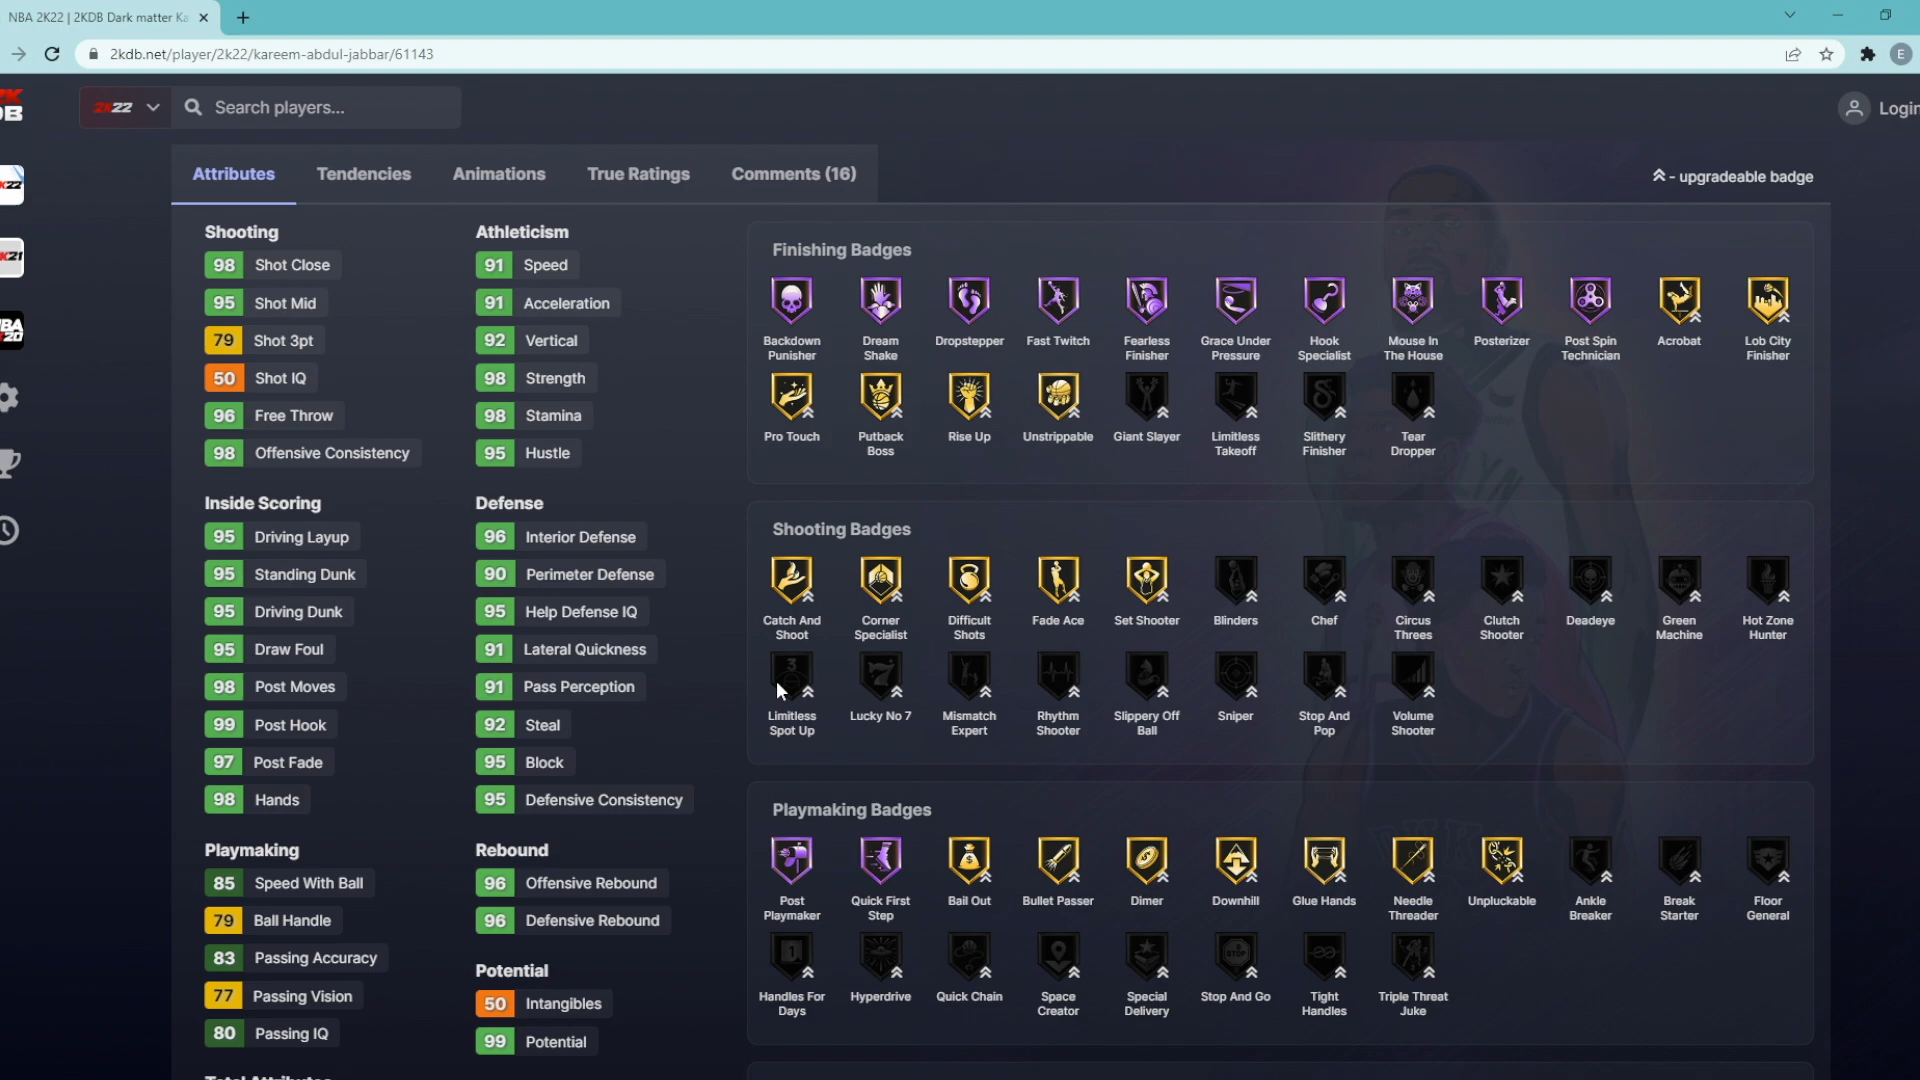 NBA 2K22 | 2KDB Dark matter Ka
2kdb.net/player/2k22/kareem-abdul-jabbar/61143
E
2K
DB
2K22
Search players...
Login
Attributes
Tendencies
Animations
True Ratings
Comments (16)
- upgradeable badge
K22
K21
BA
K20
Shooting
98 Shot Close
95 Shot Mid
79 Shot 3pt
50 Shot IQ
96 Free Throw
98 Offensive Consistency
Inside Scoring
95 Driving Layup
95 Standing Dunk
95 Driving Dunk
95 Draw Foul
98 Post Moves
99 Post Hook
97 Post Fade
98 Hands
Playmaking
85 Speed With Ball
79 Ball Handle
83 Passing Accuracy
77 Passing Vision
80 Passing IQ
Total Attributes
Athleticism
91 Speed
91 Acceleration
92 Vertical
98 Strength
98 Stamina
95 Hustle
Defense
96 Interior Defense
90 Perimeter Defense
95 Help Defense IQ
91 Lateral Quickness
91 Pass Perception
92 Steal
95 Block
95 Defensive Consistency
Rebound
96 Offensive Rebound
96 Defensive Rebound
Potential
50 Intangibles
99 Potential
Finishing Badges
Backdown
Punisher
Dream
Shake
Dropstepper
Fast Twitch
Fearless
Finisher
Grace Under
Pressure
Hook
Specialist
Mouse In
The House
Posterizer
Post Spin
Technician
Acrobat
Lob City
Finisher
Pro Touch
Putback
Boss
Rise Up
Unstrippable
Giant Slayer
Limitless
Takeoff
Slithery
Finisher
Tear
Dropper
Shooting Badges
Catch And
Shoot
Corner
Specialist
Difficult
Shots
Fade Ace
Set Shooter
Blinders
Chef
Circus
Threes
Clutch
Shooter
Deadeye
Green
Machine
Hot Zone
Hunter
3
Limitless
Spot Up
Lucky No 7
Mismatch
Expert
Rhythm
Shooter
Slippery Off
Ball
Sniper
Stop And
Pop
Volume
Shooter
Playmaking Badges
Post
Playmaker
Quick First
Step
Bail Out
Bullet Passer
Dimer
Downhill
Glue Hands
Needle
Threader
Unpluckable
Ankle
Breaker
Break
Starter
Floor
General
1
Handles For
Days
Hyperdrive
Quick Chain
Space
Creator
Special
Delivery
STOP
Stop And Go
Tight
Handles
Triple Threat
Juke